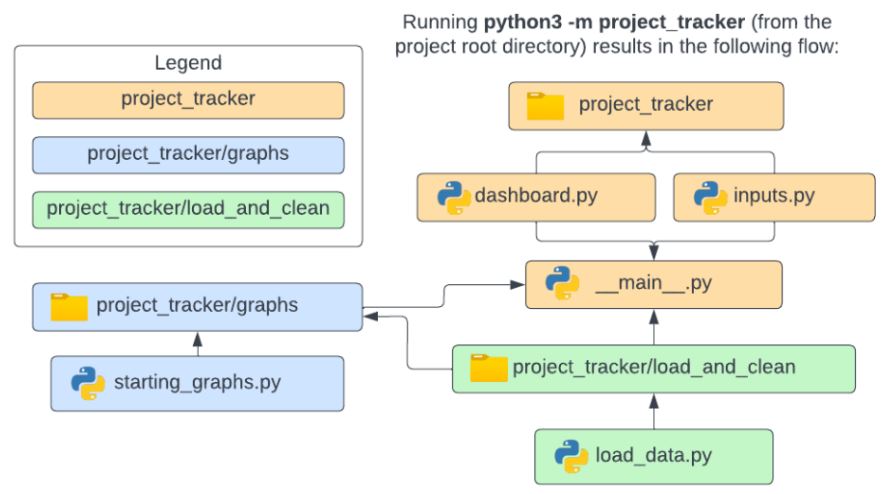 Running python3 -m project_tracker (from the
project root directory) results in the following flow:
Legend
project_tracker
project_tracker/graphs
project_tracker/load_and_clean
project_tracker
dashboard.py
inputs.py
__main__.py
project_tracker/graphs
starting_graphs.py
project_tracker/load_and_clean
load_data.py